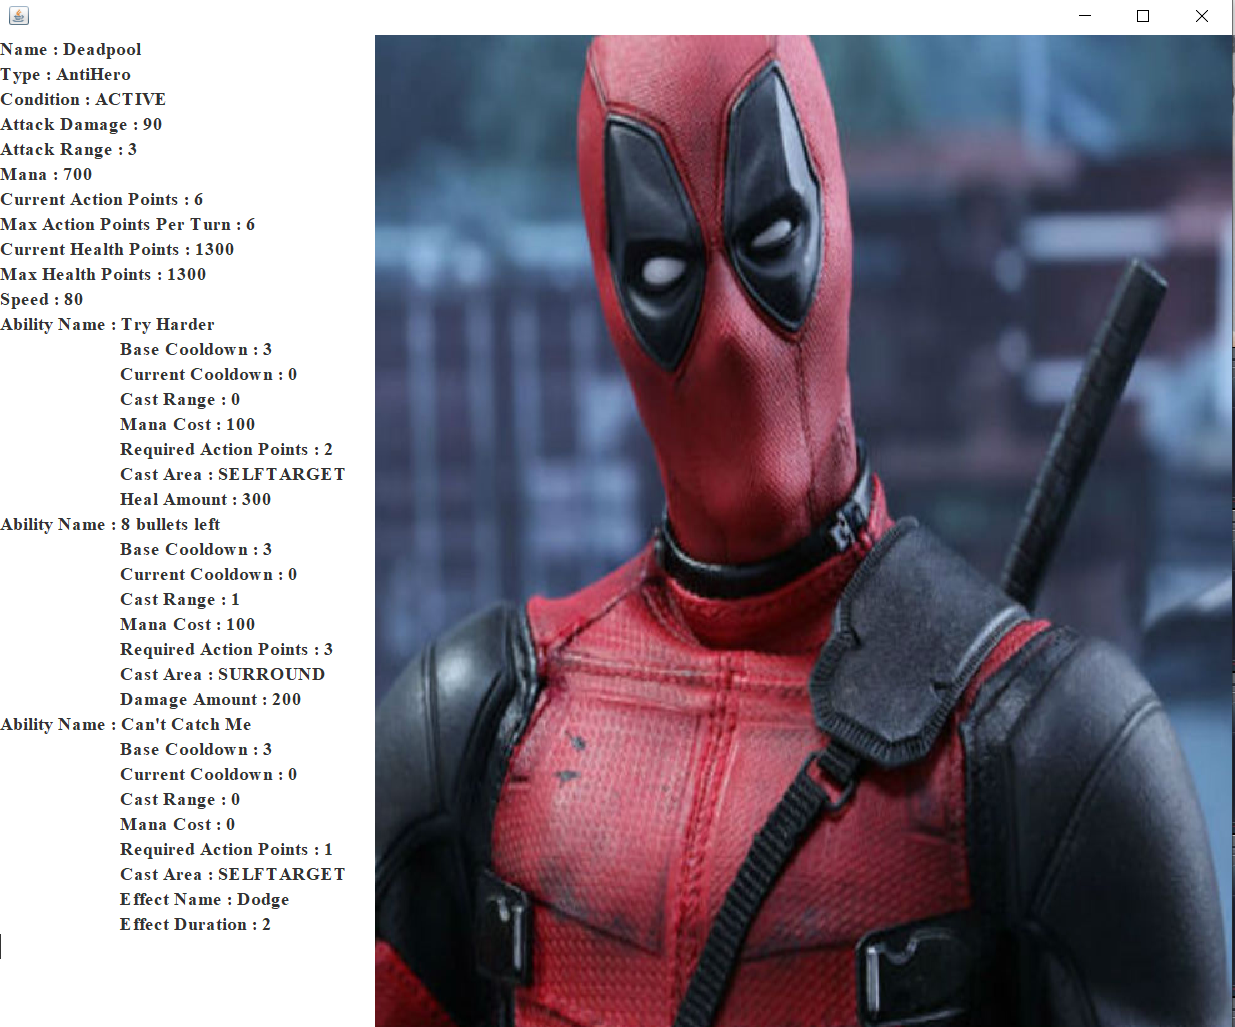 Name : Deadpool
Type : AntiHero
Condition : ACTIVE
Attack Damage : 90
Attack Range : 3
Mana : 700
Current Action Points : 6
Max Action Points Per Turn : 6
Current Health Points : 1300
Max Health Points : 1300
Speed : 80
Ability Name : Try Harder
Base Cooldown : 3
Current Cooldown : 0
Cast Range : 0
Mana Cost : 100
Required Action Points : 2
Cast Area : SELFTARGET
Heal Amount : 300
Ability Name : 8 bullets left
Base Cooldown : 3
Current Cooldown : 0
Cast Range : 1
Mana Cost : 100
Required Action Points : 3
Cast Area : SURROUND
Damage Amount : 200
Ability Name : Can't Catch Me
Base Cooldown : 3
Current Cooldown : 0
Cast Range : 0
Mana Cost : 0
Required Action Points : 1
Cast Area : SELFTARGET
Effect Name : Dodge
Effect Duration : 2